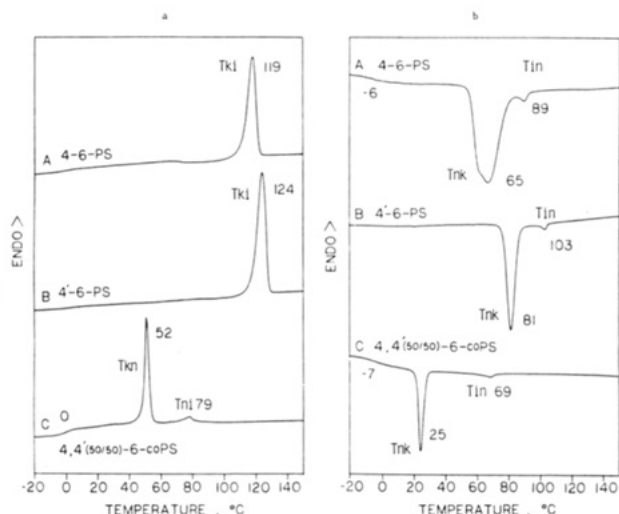 a
Tki 119
A 4-6-PS
Tki 124
B 4'-6-PS
52
Tkn
Tni 79
C 0
4,4'(50/50)-6-coPS
ENDO >
-20 0 20 40 60 80 100 120 140
TEMPERATURE , °C
b
A 4-6-PS
Tin
-6
89
Tnk 65
B 4'-6-PS
Tin
103
Tnk 81
C 4,4'(50/50)-6-coPS
-7
Tin 69
25
Tnk
ENDO >
-20 0 20 40 60 80 100 120 140
TEMPERATURE , °C